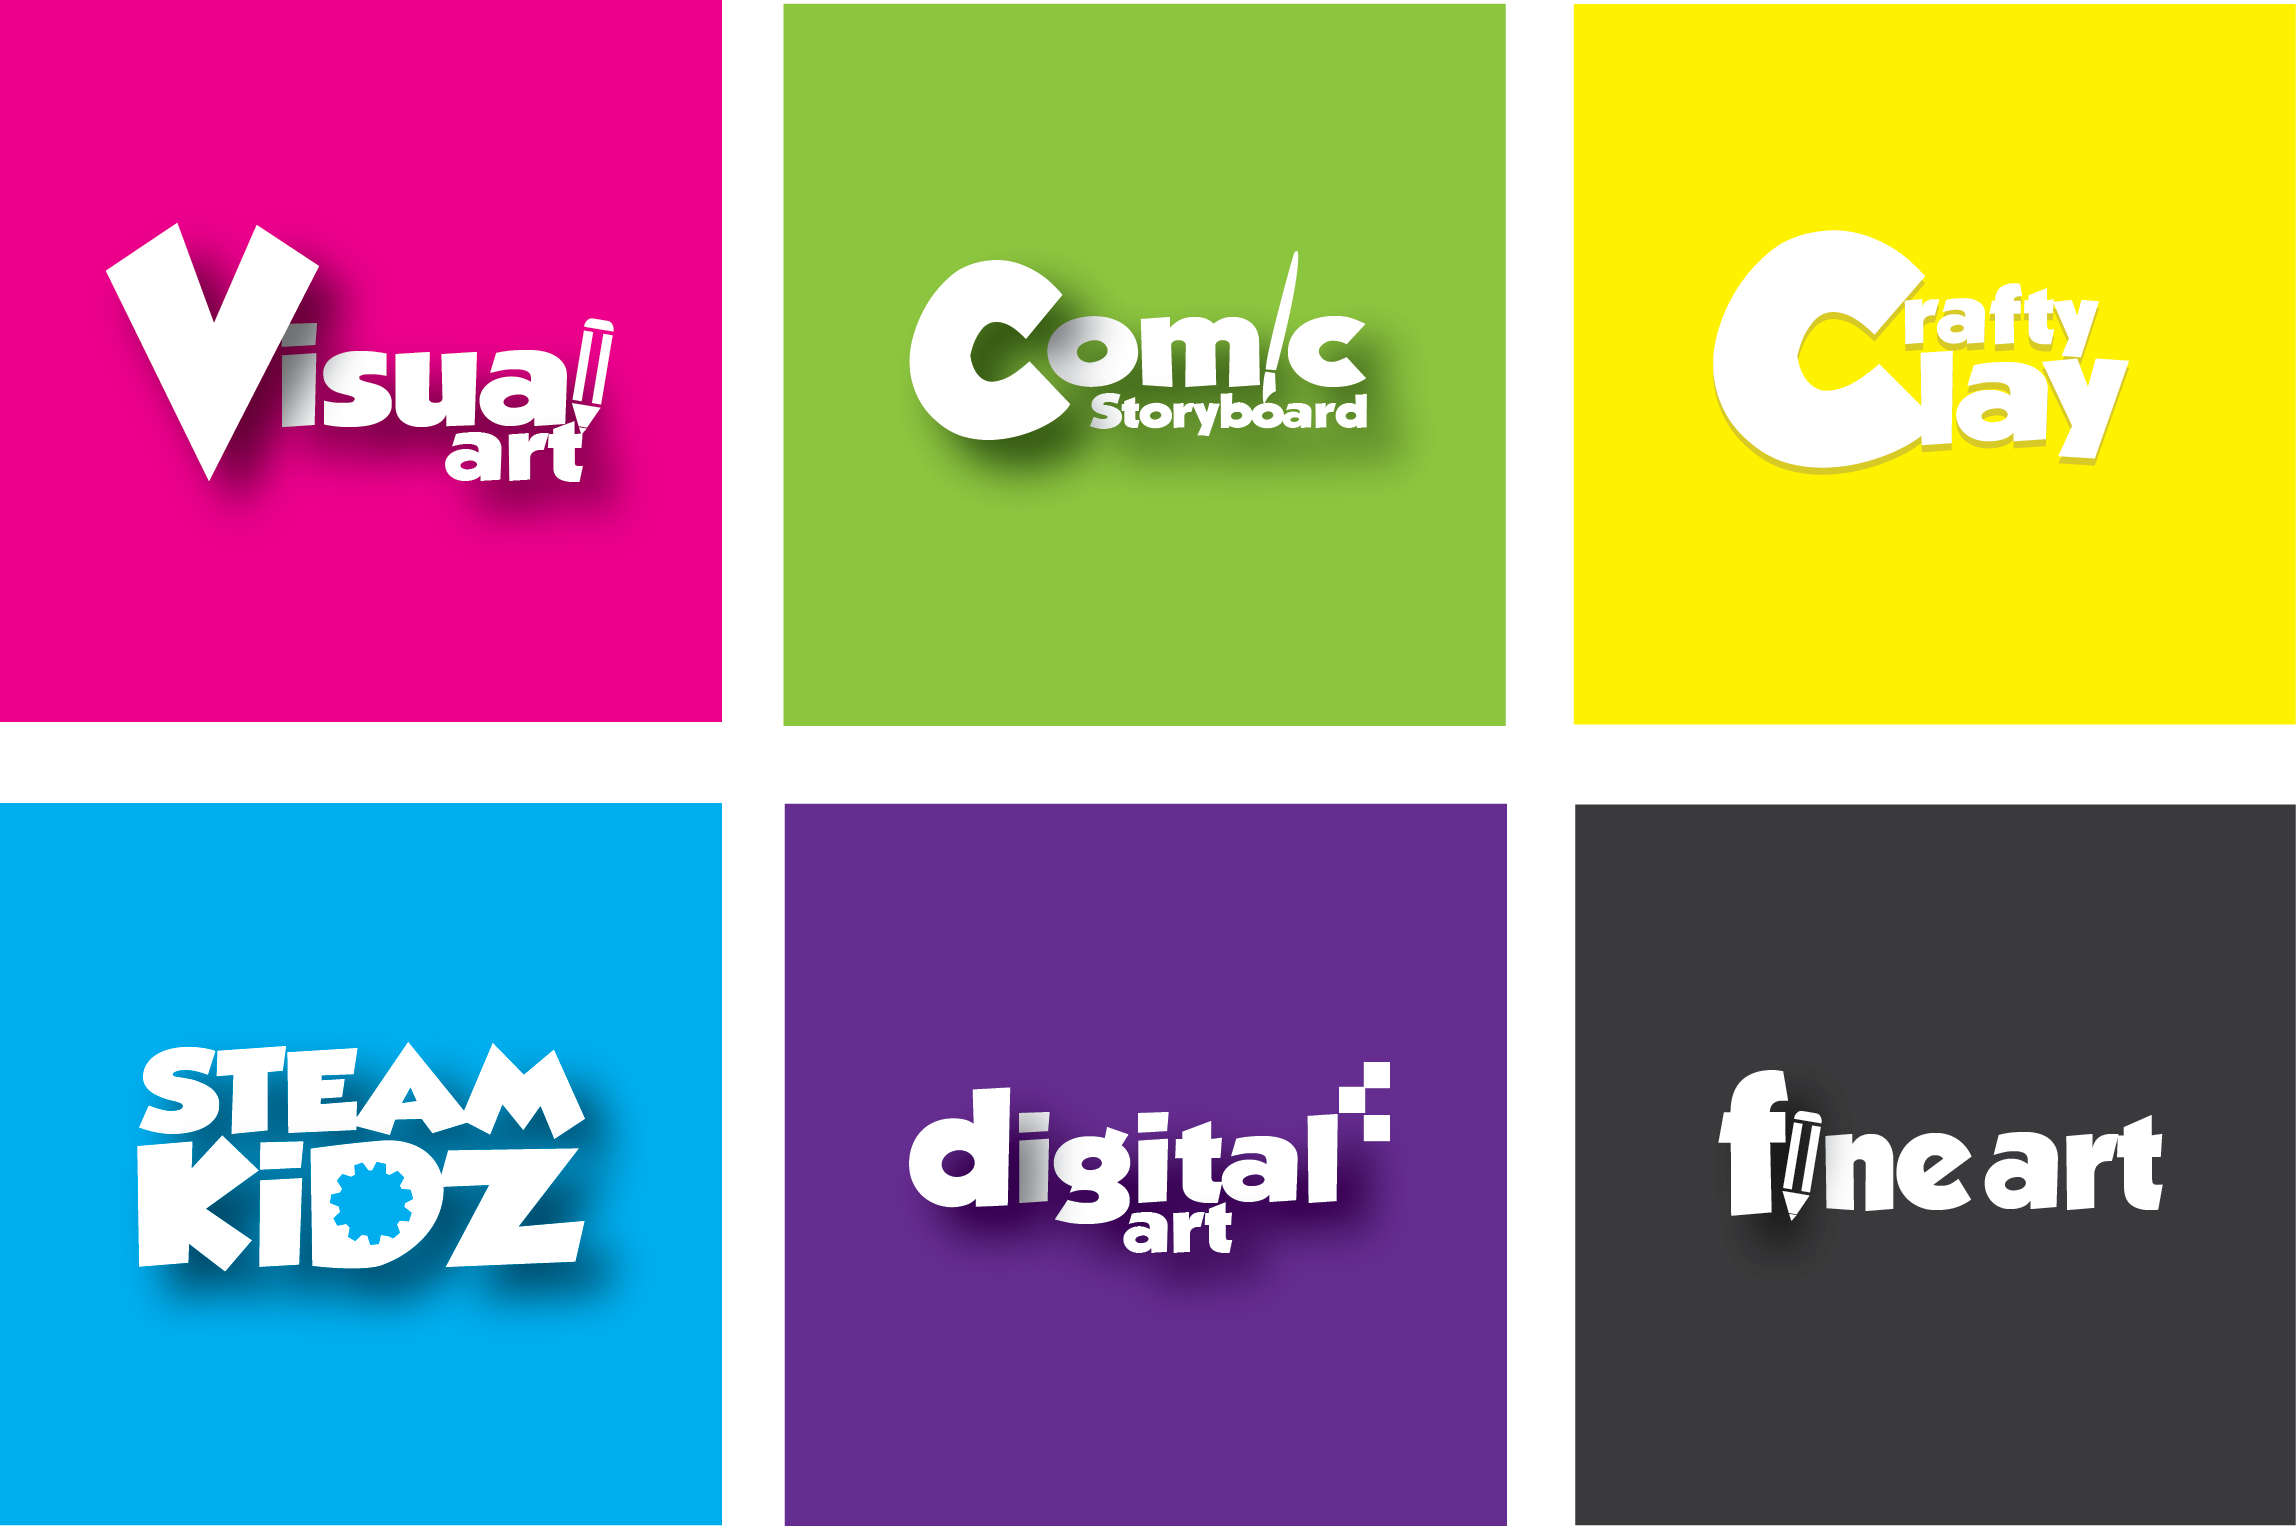 Visual
art
Comic
Storyboard
Crafty
Clay
STEAM
KiDZ
digital
art
fine art